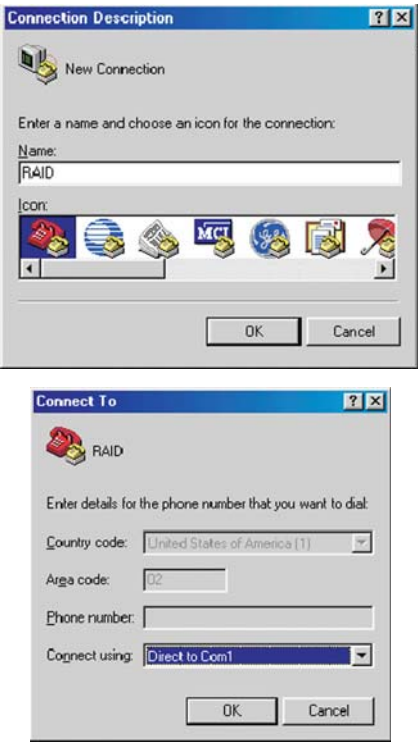 Connection Description
New Connection
Enter a name and choose an icon for the connection:
Name:
RAID
Icon:
MCI
OK Cancel
Connect To
RAID
Enter details for the phone number that you want to dial:
Country code: United States of America (1)
Area code: 02
Phone number:
Connect using: Direct to Com1
OK Cancel